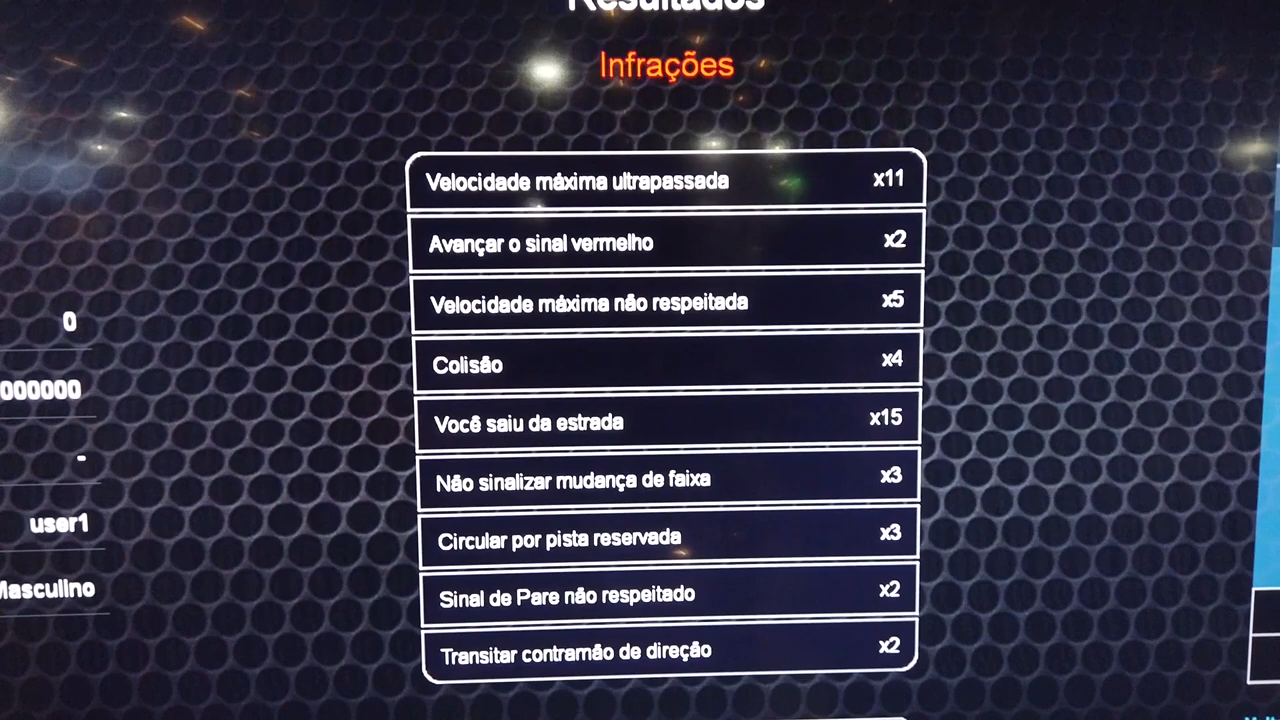 Resultados
Infrações
Velocidade máxima ultrapassada x11
Avançar o sinal vermelho x2
Velocidade máxima não respeitada x5
Colisão x4
Você saiu da estrada x15
Não sinalizar mudança de faixa x3
Circular por pista reservada x3
Sinal de Pare não respeitado x2
Transitar contramão de direção x2
0
000000
-
user1
Masculino